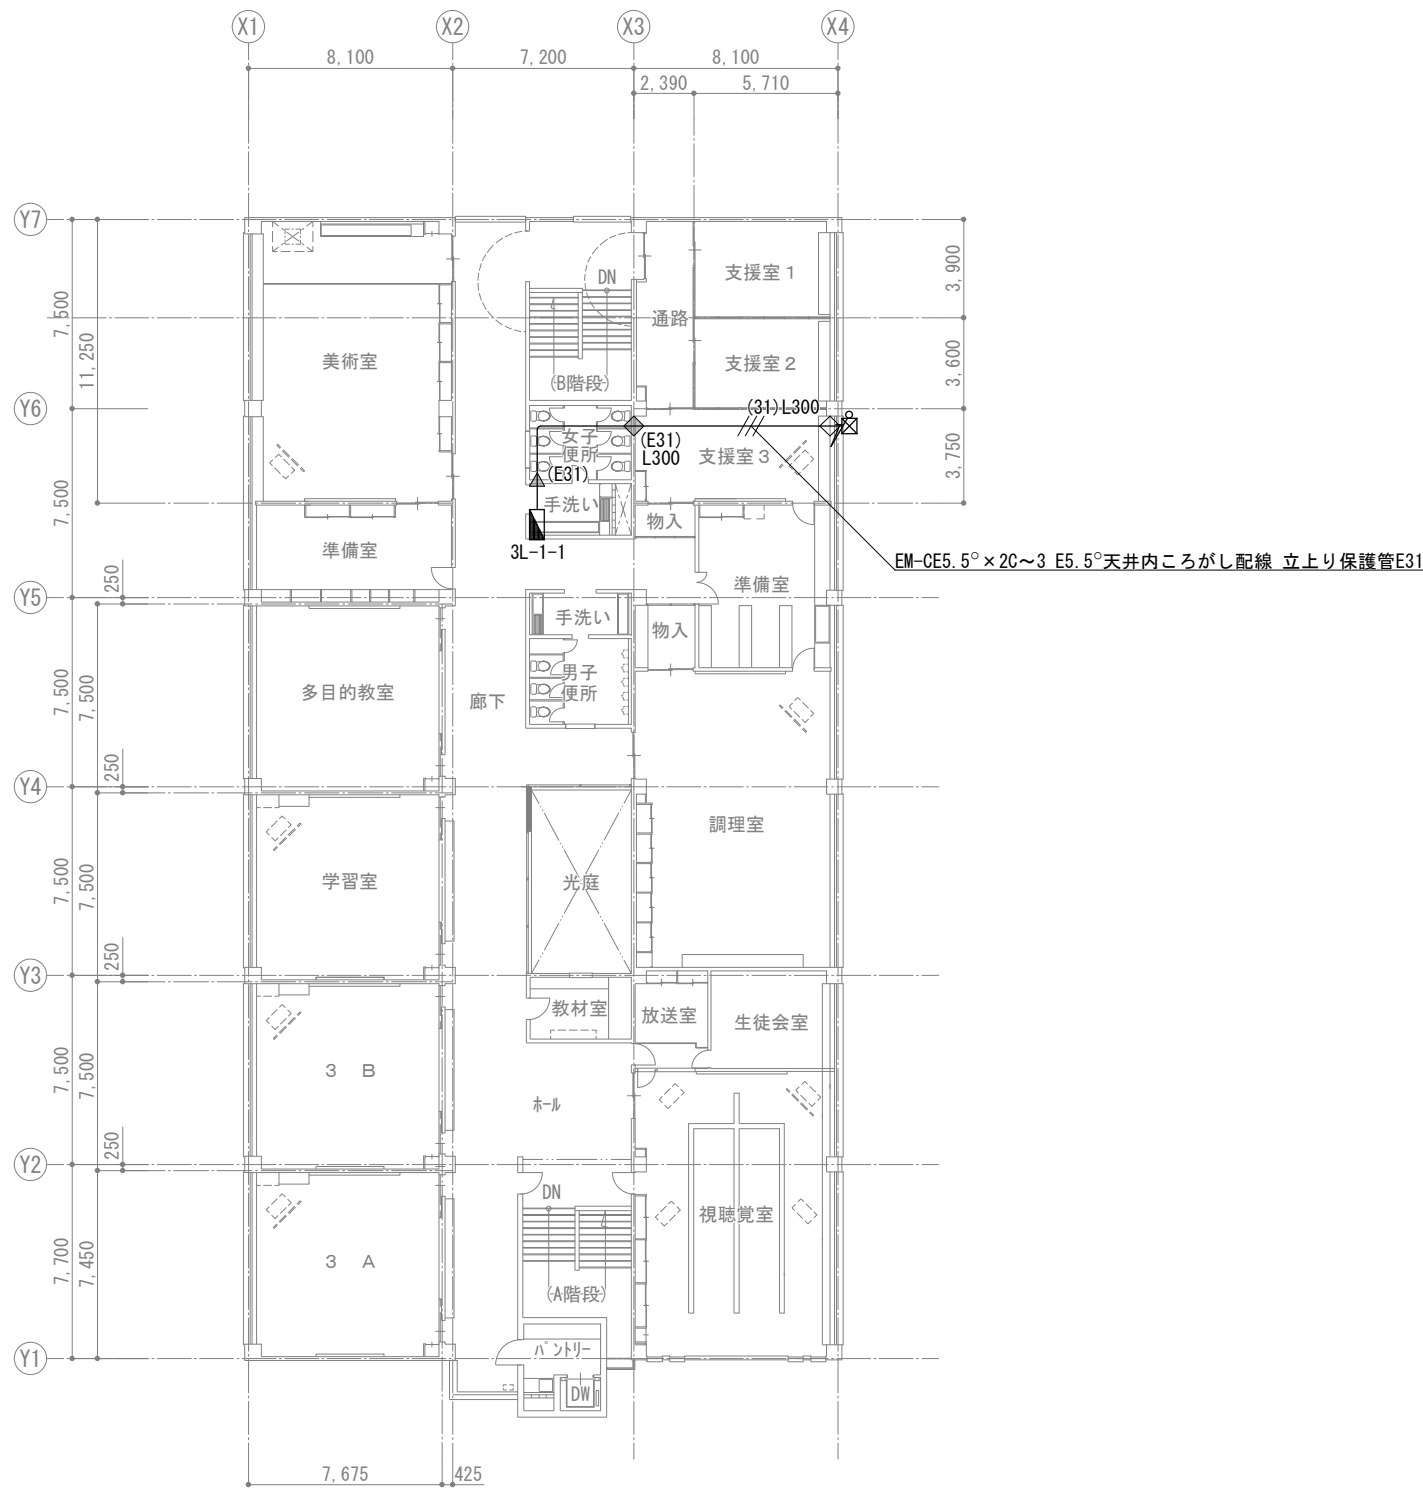 X1
X2
X3
X4
8,100
7,200
8,100
2,390
5,710
Y7
支援室1
DN
3,900
7,500
通路
11,250
美術室
支援室2
3,600
(B階段)
Y6
(31)L300
女子
便所
(E31)
L300
支援室3
3,750
(E31)
7,500
手洗い
物入
準備室
3L-1-1
EM-CE5.5°×2C～3 E5.5°天井内ころがし配線 立上り保護管E31
250
準備室
Y5
手洗い
物入
男子
便所
7,500
7,500
多目的教室
廊下
250
Y4
調理室
7,500
7,500
学習室
光庭
250
Y3
教材室
放送室
生徒会室
7,500
7,500
3 B
ﾎｰﾙ
250
Y2
DN
視聴覚室
7,700
7,450
3 A
(A階段)
Y1
ﾊﾟﾝﾄﾘｰ
DW
7,675
425